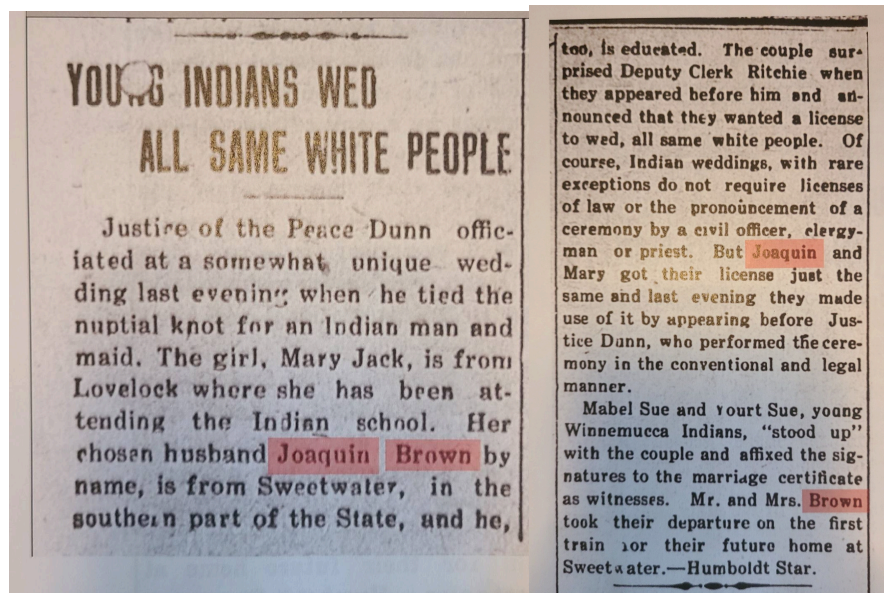 YOUNG INDIANS WED
ALL SAME WHITE PEOPLE
Justice of the Peace Dunn offic-
iated at a somewhat unique wed-
ding last evening when he tied the
nuptial knot for an Indian man and
maid. The girl, Mary Jack, is from
Lovelock where she has been at-
tending the Indian school. Her
chosen husband Joaquin Brown by
name, is from Sweetwater, in the
southern part of the State, and he,
too, is educated. The couple sur-
prised Deputy Clerk Ritchie when
they appeared before him and an-
nounced that they wanted a license
to wed, all same white people. Of
course, Indian weddings, with rare
exceptions do not require licenses
of law or the pronouncement of a
ceremony by a civil officer, clergy-
man or priest. But Joaquin and
Mary got their license just the
same and last evening they made
use of it by appearing before Jus-
tice Dunn, who performed the cere-
mony in the conventional and legal
manner.
Mabel Sue and Yourt Sue, young
Winnemucca Indians, "stood up"
with the couple and affixed the sig-
natures to the marriage certificate
as witnesses. Mr. and Mrs. Brown
took their departure on the first
train for their future home at
Sweetwater.—Humboldt Star.